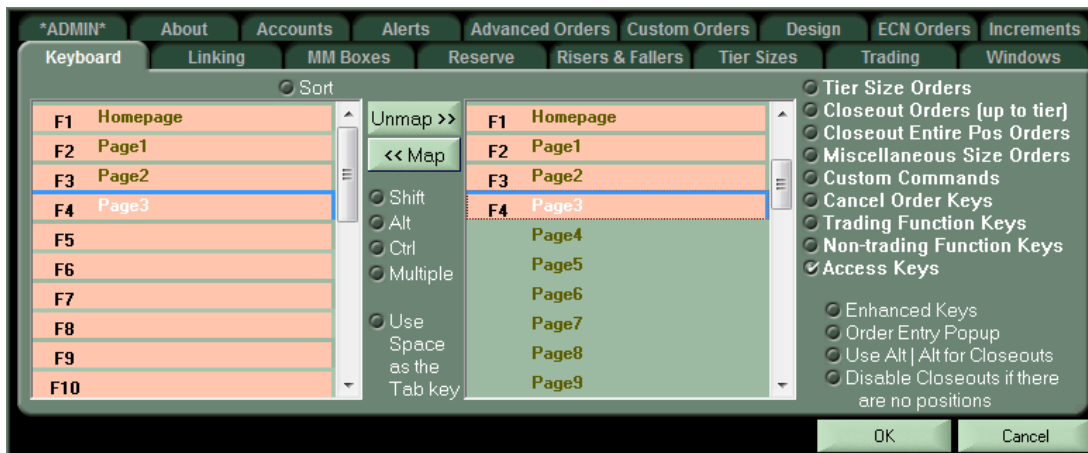 *ADMIN* About Accounts Alerts Advanced Orders Custom Orders Design ECN Orders Increments
Keyboard Linking MM Boxes Reserve Risers & Fallers Tier Sizes Trading Windows
Sort
F1 Homepage
F2 Page1
F3 Page2
F4 Page3
F5
F6
F7
F8
F9
F10
Unmap >>
<< Map
Shift
Alt
Ctrl
Multiple
Use
Space
as the
Tab key
F1 Homepage
F2 Page1
F3 Page2
F4 Page3
Page4
Page5
Page6
Page7
Page8
Page9
Tier Size Orders
Closeout Orders (up to tier)
Closeout Entire Pos Orders
Miscellaneous Size Orders
Custom Commands
Cancel Order Keys
Trading Function Keys
Non-trading Function Keys
Access Keys
Enhanced Keys
Order Entry Popup
Use Alt | Alt for Closeouts
Disable Closeouts if there
are no positions
OK Cancel